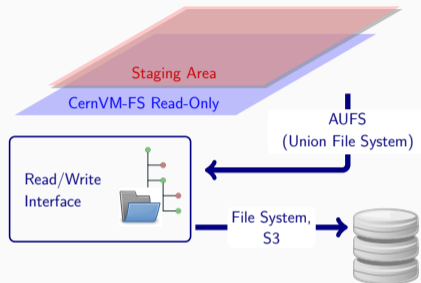 Staging Area
CernVM-FS Read-Only
AUFS
(Union File System)
Read/Write
Interface
File System,
S3